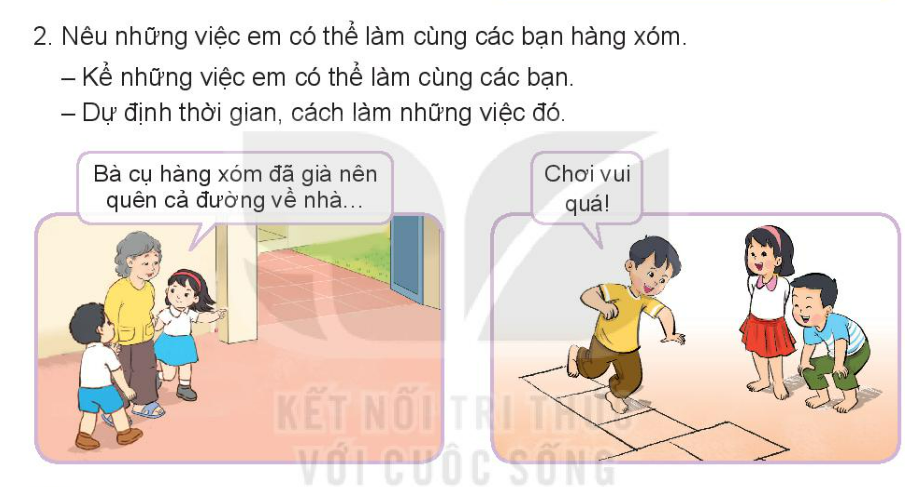 2. Nêu những việc em có thể làm cùng các bạn hàng xóm.
– Kể những việc em có thể làm cùng các bạn.
– Dự định thời gian, cách làm những việc đó.
Bà cụ hàng xóm đã già nên
quên cả đường về nhà...
Chơi vui
quá!
KẾT NỐI TRI THỨC
VỚI CUỘC SỐNG